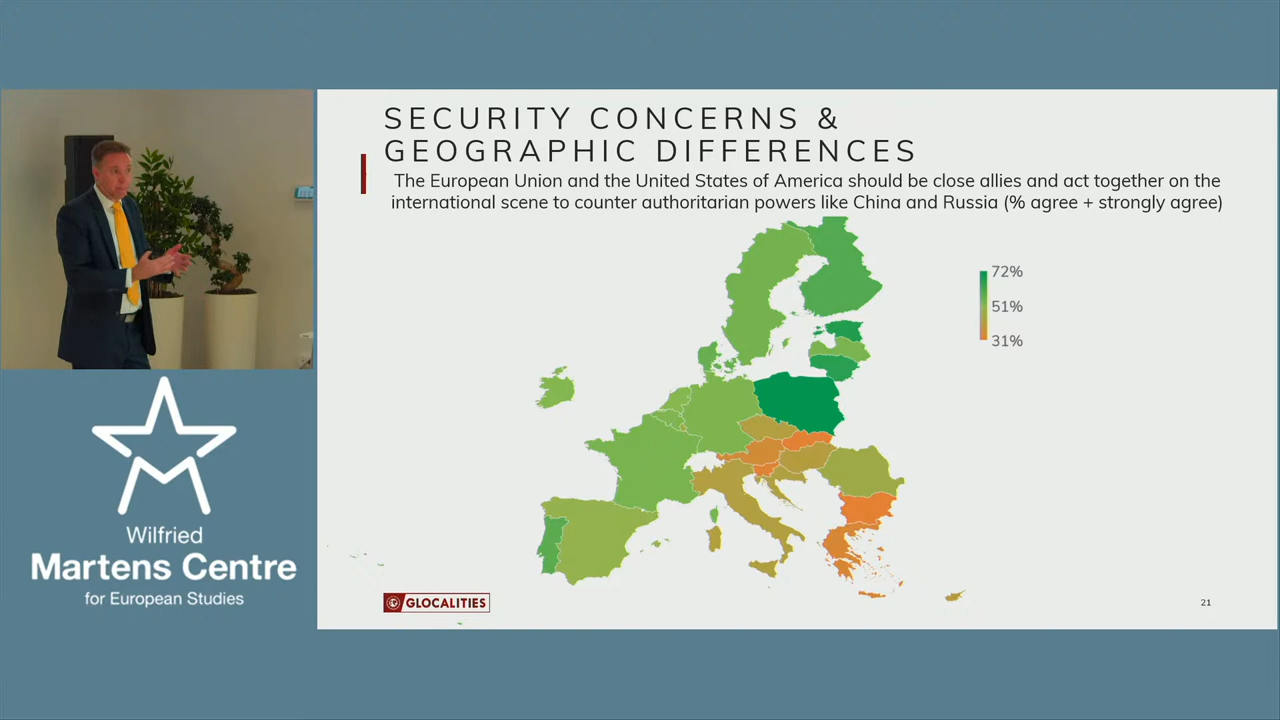 SECURITY CONCERNS &
GEOGRAPHIC DIFFERENCES
The European Union and the United States of America should be close allies and act together on the
international scene to counter authoritarian powers like China and Russia (% agree + strongly agree)
72%
51%
31%
Wilfried
Martens Centre
for European Studies
GLOCALITIES
21